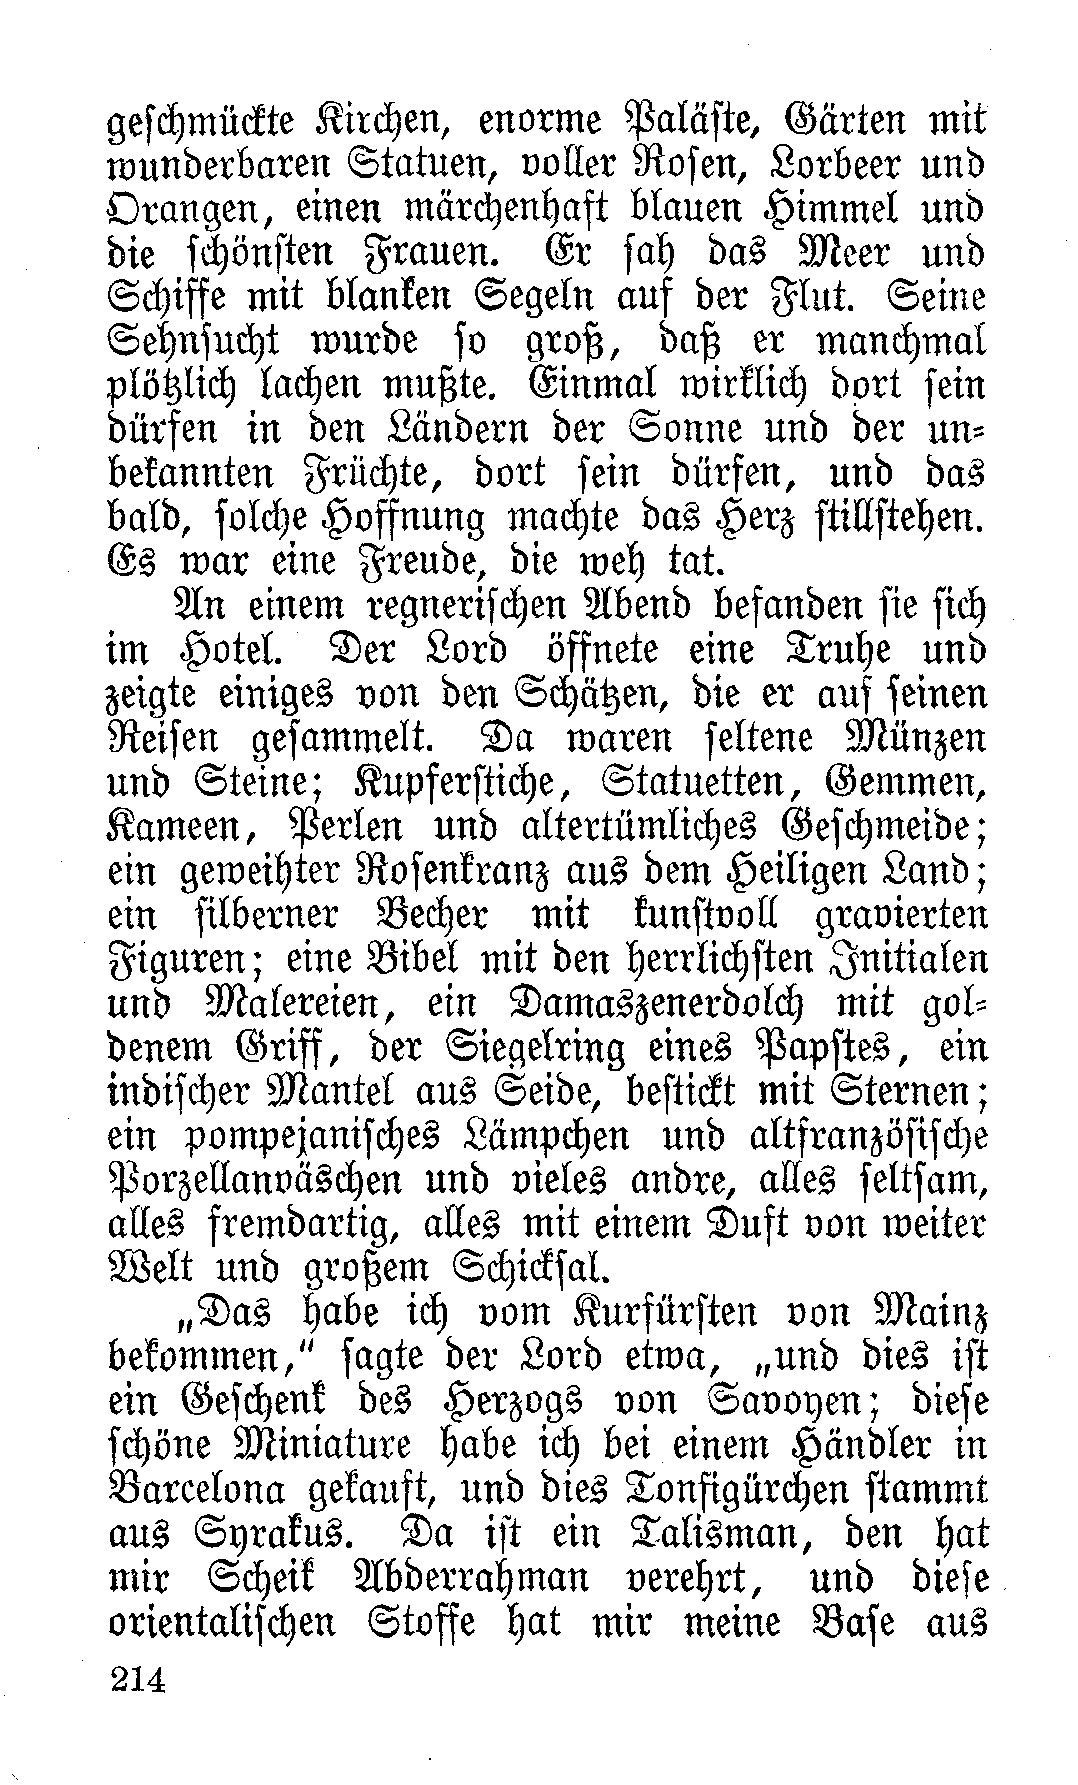 geschmückte Kirchen, enorme Paläste, Gärten mit
wunderbaren Statuen, voller Rosen, Lorbeer und
Orangen, einen märchenhaft blauen Himmel und
die schönsten Frauen. Er sah das Meer und
Schiffe mit blanken Segeln auf der Flut. Seine
Sehnsucht wurde so groß, daß er manchmal
plötzlich lachen mußte. Einmal wirklich dort sein
dürfen in den Ländern der Sonne und der un-
bekannten Früchte, dort sein dürfen, und das
bald, solche Hoffnung machte das Herz stillstehen.
Es war eine Freude, die weh tat.
An einem regnerischen Abend befanden sie sich
im Hotel. Der Lord öffnete eine Truhe und
zeigte einiges von den Schätzen, die er auf seinen
Reisen gesammelt. Da waren seltene Münzen
und Steine; Kupferstiche, Statuetten, Gemmen,
Kameen, Perlen und altertümliches Geschmeide;
ein geweihter Rosenkranz aus dem Heiligen Land;
ein silberner Becher mit kunstvoll gravierten
Figuren; eine Bibel mit den herrlichsten Initialen
und Malereien, ein Damaszenerdolch mit gol-
denem Griff, der Siegelring eines Papstes, ein
indischer Mantel aus Seide, bestickt mit Sternen;
ein pompejanisches Lämpchen und altfranzösische
Porzellanväschen und vieles andre, alles seltsam,
alles fremdartig, alles mit einem Duft von weiter
Welt und großem Schicksal.
„Das habe ich vom Kurfürsten von Mainz
bekommen,“ sagte der Lord etwa, „und dies ist
ein Geschenk des Herzogs von Savoyen; diese
schöne Miniature habe ich bei einem Händler in
Barcelona gekauft, und dies Tonfigürchen stammt
aus Syrakus. Da ist ein Talisman, den hat
mir Scheik Abderrahman verehrt, und diese
orientalischen Stoffe hat mir meine Base aus
214